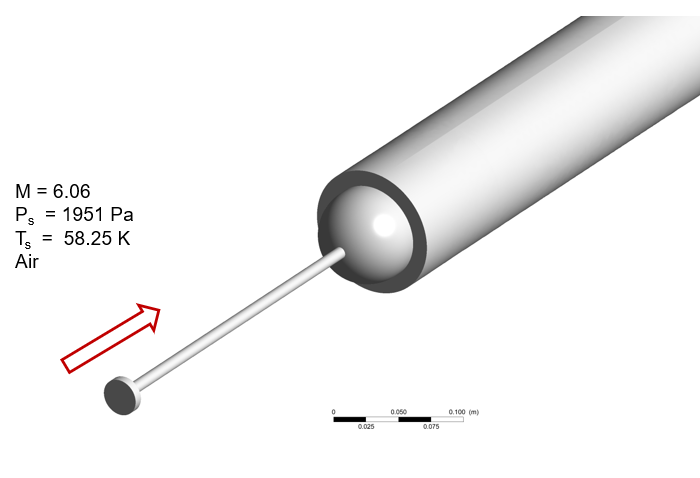 M = 6.06
Pₛ = 1951 Pa
Tₛ = 58.25 K
Air
0 0.050 0.100 (m)
0.025 0.075